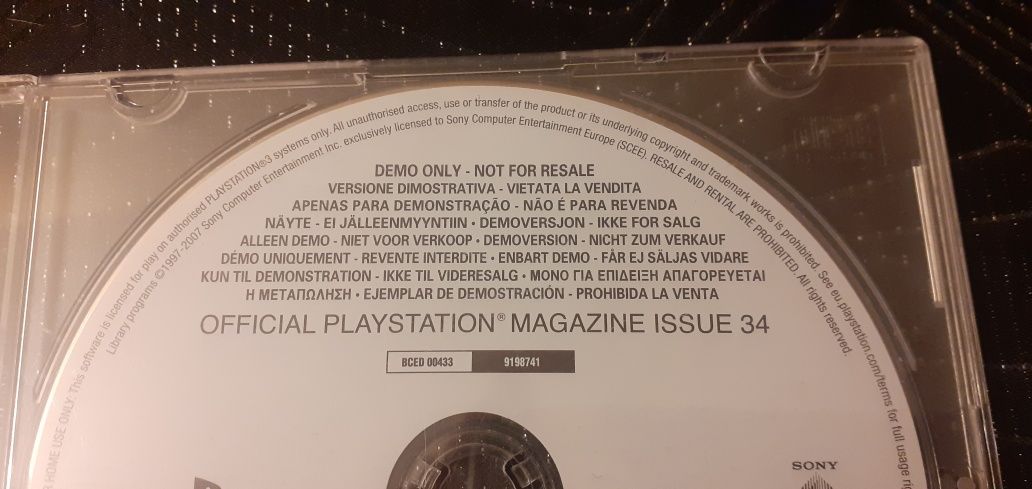 HOME USE ONLY: This software is licensed for play on authorised PLAYSTATION®3 systems only. All unauthorised access, use or transfer of the product or its underlying copyright and trademark works is prohibited. See eu.playstation.com/terms for full usage
Library programs ©1997-2007 Sony Computer Entertainment Inc. exclusively licensed to Sony Computer Entertainment Europe (SCEE). RESALE AND RENTAL ARE PROHIBITED. All rights reserved.
DEMO ONLY - NOT FOR RESALE
VERSIONE DIMOSTRATIVA - VIETATA LA VENDITA
APENAS PARA DEMONSTRAÇÃO - NÃO É PARA REVENDA
NÄYTE - EI JÄLLEENMYYNTIIN • DEMOVERSJON - IKKE FOR SALG
ALLEEN DEMO - NIET VOOR VERKOOP • DEMOVERSION - NICHT ZUM VERKAUF
DÉMO UNIQUEMENT - REVENTE INTERDITE • ENBART DEMO - FÅR EJ SÄLJAS VIDARE
KUN TIL DEMONSTRATION - IKKE TIL VIDERESALG • ΜΟΝΟ ΓΙΑ ΕΠΙΔΕΙΞΗ ΑΠΑΓΟΡΕΥΕΤΑΙ
Η ΜΕΤΑΠΩΛΗΣΗ • EJEMPLAR DE DEMOSTRACIÓN - PROHIBIDA LA VENTA
OFFICIAL PLAYSTATION® MAGAZINE ISSUE 34
BCED 00433 9198741
SONY